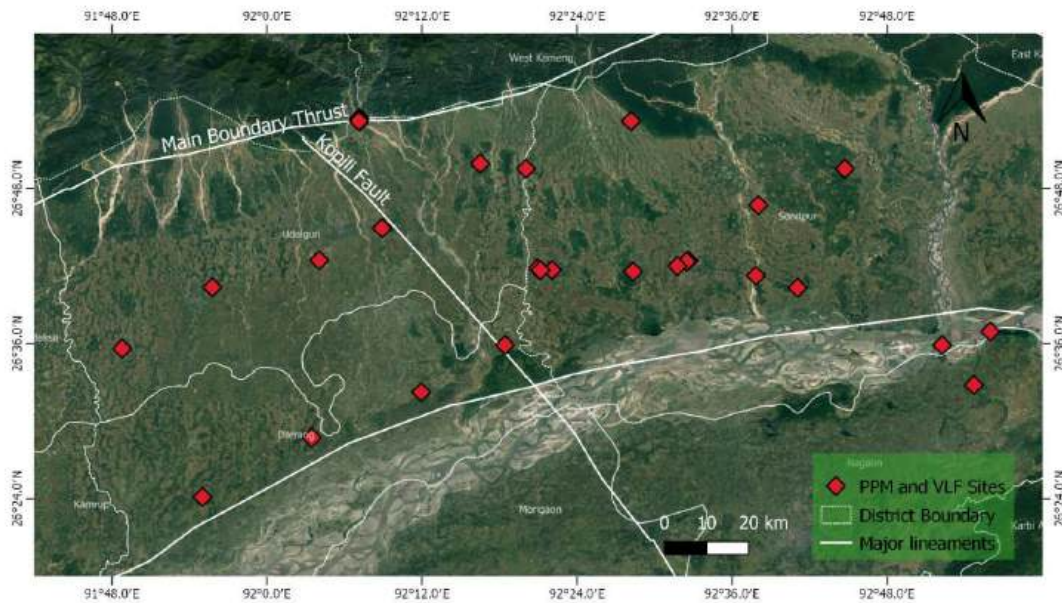 91°48.0'E 92°0.0'E 92°12.0'E 92°24.0'E 92°36.0'E 92°48.0'E
West Kameng
East Ka
Main Boundary Thrust
N
Kopili Fault
26°48.0'N 26°48.0'N
Sonitpur
Udalguri
26°36.0'N 26°36.0'N
Darrang
Nagaon
PPM and VLF Sites
Kamrup
26°24.0'N 26°24.0'N
Morigaon
District Boundary
0 10 20 km
Karbi A
Major lineaments
91°48.0'E 92°0.0'E 92°12.0'E 92°24.0'E 92°36.0'E 92°48.0'E